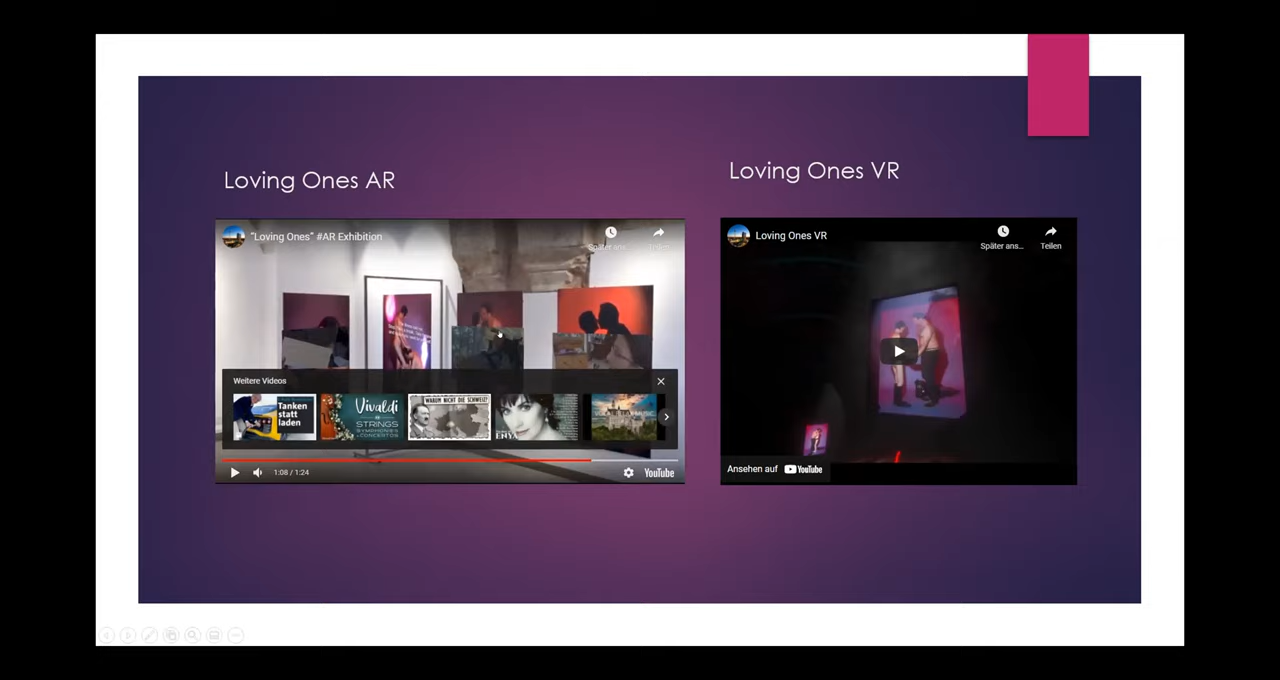 Loving Ones AR
Loving Ones VR
"Loving Ones" #AR Exhibition
Später ans...
Teilen
Weitere Videos
Tanken
statt
laden
Vivaldi
STRINGS
SYMPHONIES
CONCERTOS
WARUM NICHT DIE SCHWEIZ?
ENYA
1:08 / 1:24
YouTube
Loving Ones VR
Später ans...
Teilen
Ansehen auf YouTube